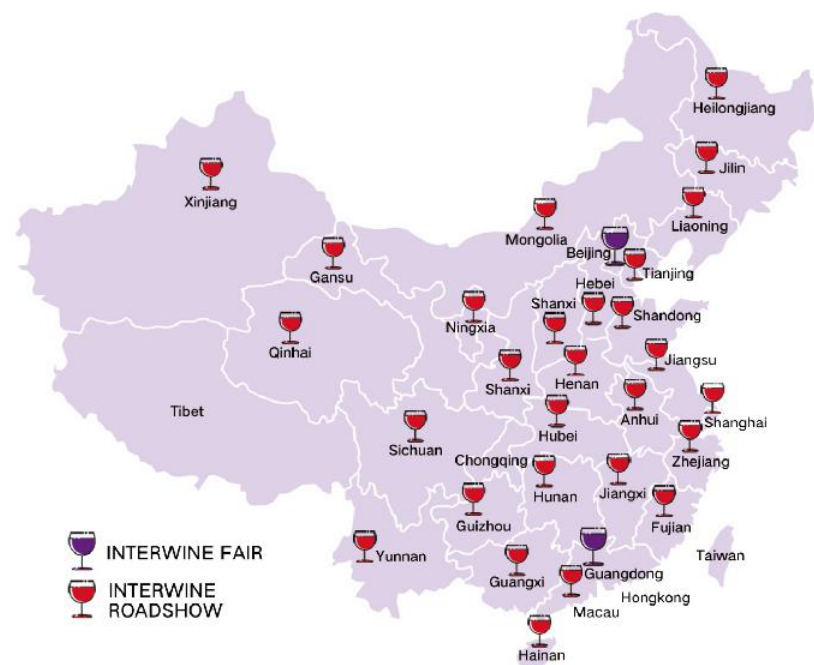 Heilongjiang
Jilin
Xinjiang
Liaoning
Mongolia
Beijing
Gansu
Tianjing
Hebei
Shanxi
Ningxia
Shandong
Qinhai
Jiangsu
Shanxi
Henan
Tibet
Anhui
Shanghai
Hubei
Sichuan
Chongqing
Zhejiang
Hunan
Jiangxi
Guizhou
Fujian
INTERWINE FAIR
Yunnan
Taiwan
Guangxi
Guangdong
INTERWINE
ROADSHOW
Hongkong
Macau
Hainan